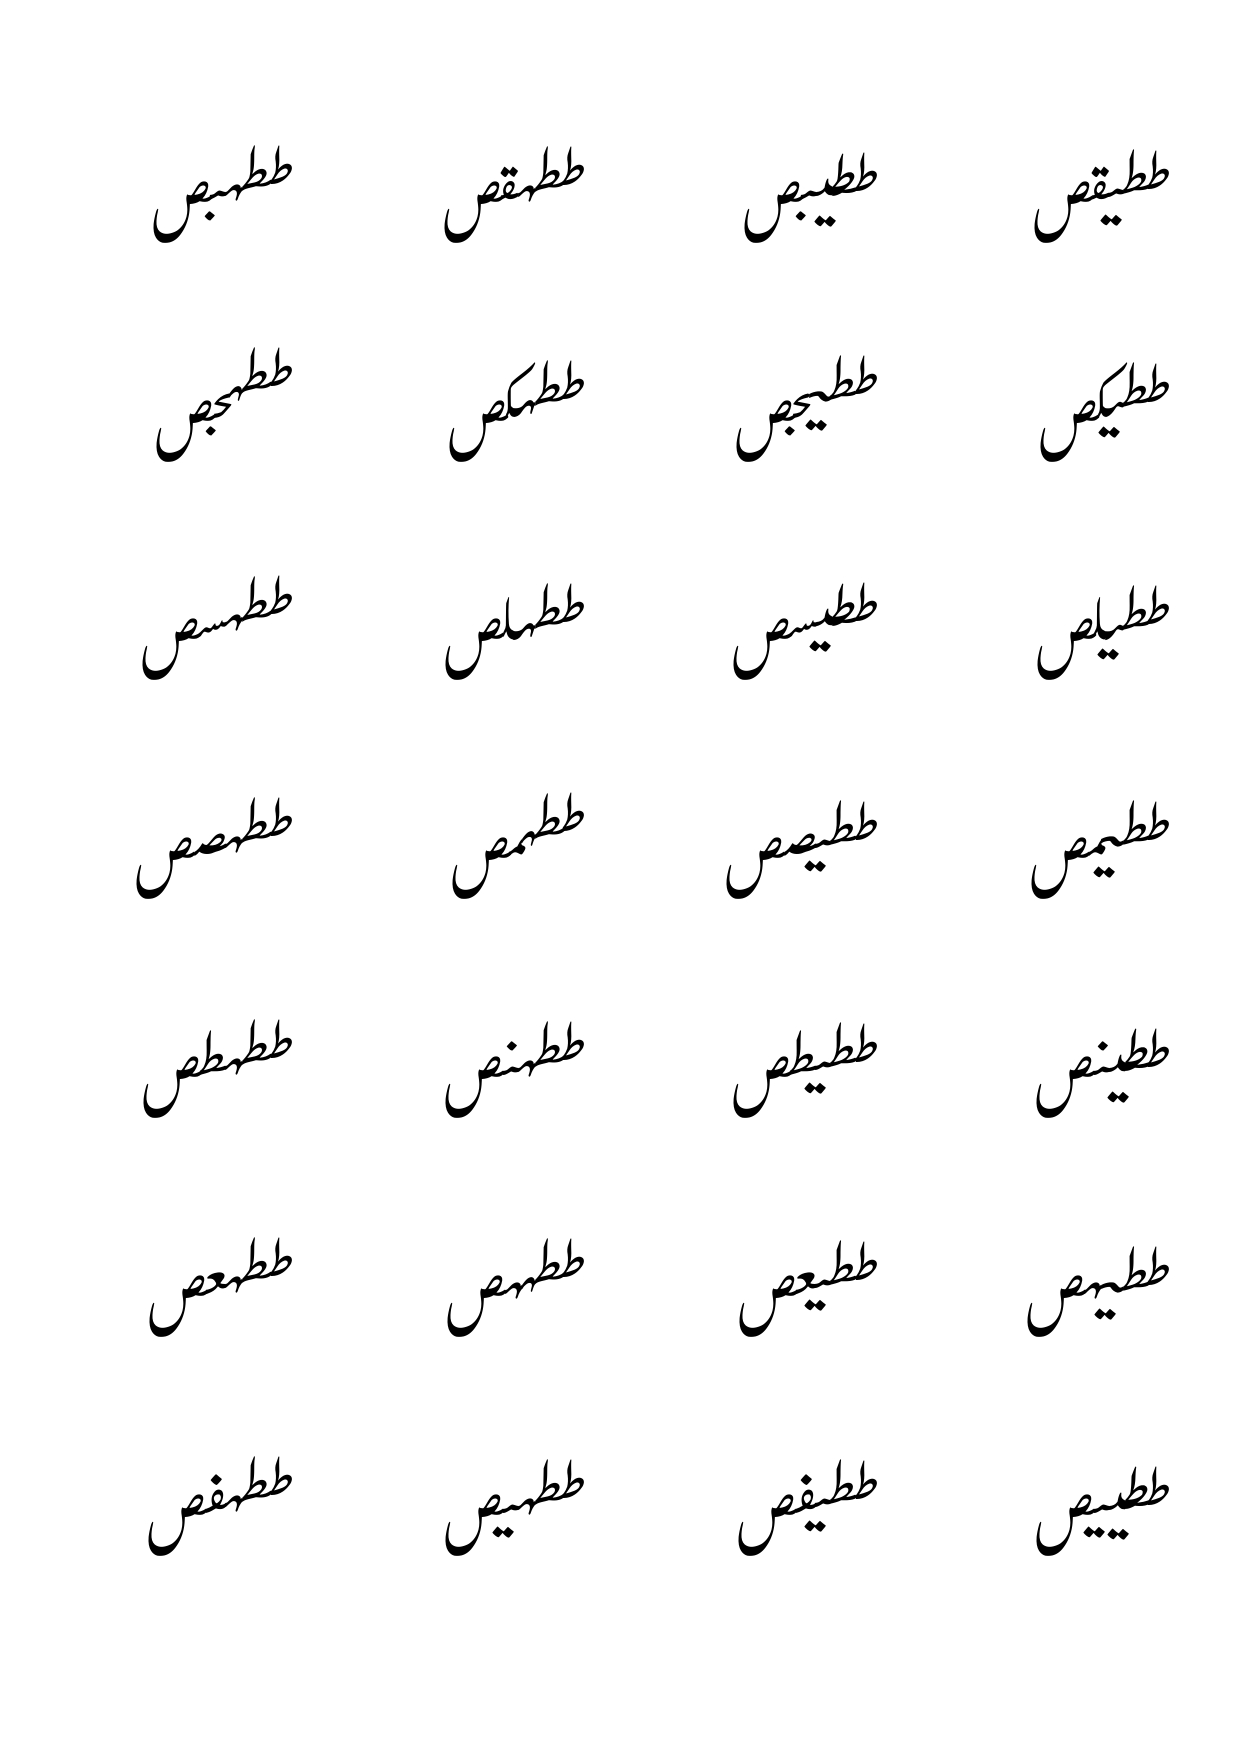 ططيقص ططيبص ططهقص ططهبص
ططيكص ططيجص ططهكص ططهجص
ططيلص ططيسص ططهلص ططهسص
ططيمص ططيصص ططهمص ططهصص
ططينص ططيطص ططهنص ططهطص
ططيهص ططيعص ططههص ططهعص
ططييص ططيفص ططهيص ططهفص